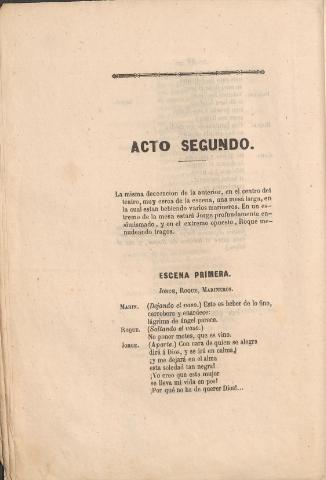 ACTO SEGUNDO.
La misma decoracion de la anterior, en el centro del
teatro, muy cerca de la escena, una mesa larga, en
la cual estan bebiendo varios marineros. En un es-
tremo de la mesa estará Jorge profundamente en-
simismado, y en el extremo opuesto, Roque me-
nudeando tragos.
ESCENA PRIMERA.
JORGE, ROQUE, MARINEROS.
MARIN. (Dejando el vaso.) Esto es beber de lo fino,
corrobora y enardece:
lágrima de ángel parece.
ROQUE. (Soltando el vaso.)
No poner motes, que es vino.
JORGE. (Aparte.) Con cara de quien se alegra
dirá á Dios, y se irá en calma,
¡y me dejará en el alma
esta soledad tan negra!
¡Yo creo que esta mujer
se lleva mi vida en pos!
¡Por qué no ha de querer Dios!...